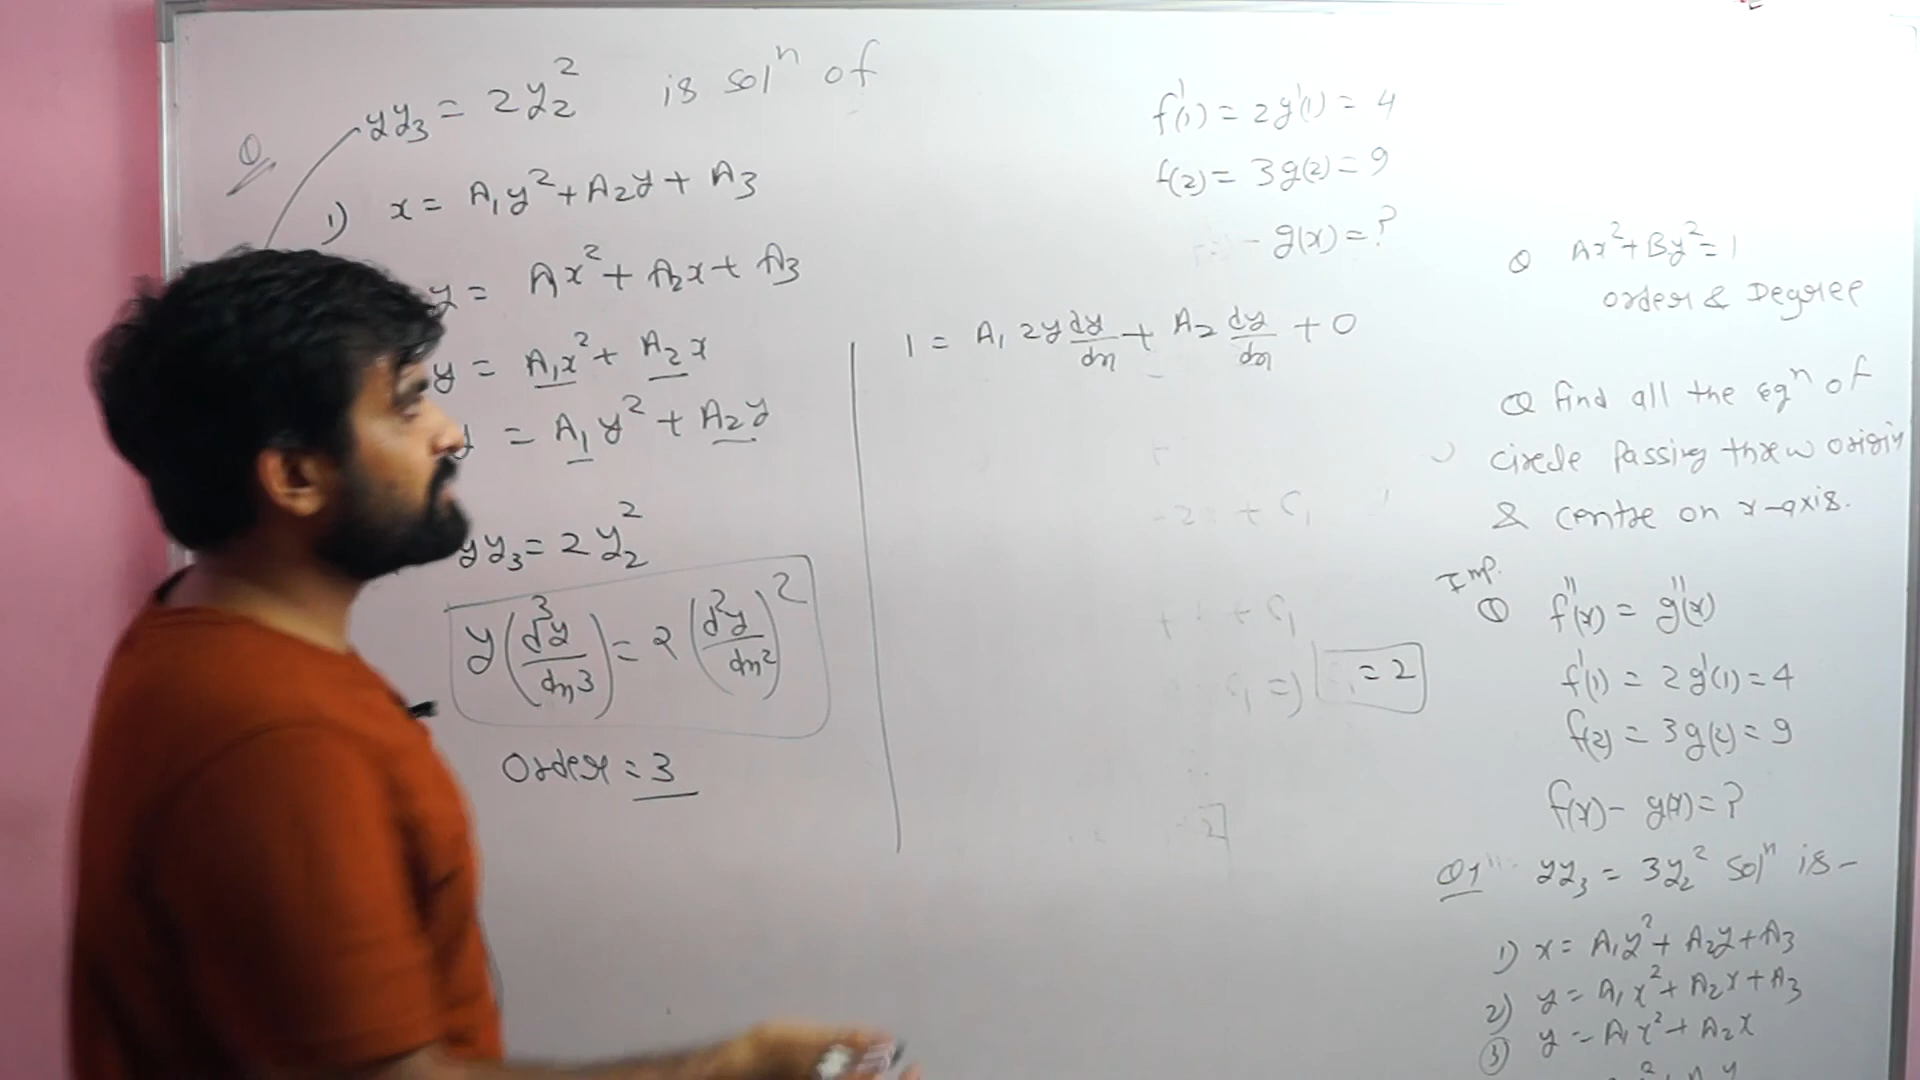 Q yy₃ = 2y₂² is solⁿ of
1) x = A₁y² + A₂y + A₃
y = Ax² + A₂x + A₃
y = A₁x² + A₂x
= A₁y² + A₂y
yy₃ = 2y₂²
y(d³y/dx³) = 2(d²y/dx²)²
Order = 3
f'(1) = 2g'(1) = 4
f(2) = 3g(2) = 9
- g(x) = ?
1 = A₁ 2y dy/dx + A₂ dy/dx + 0
= 2
Q Ax² + By² = 1
Order & Degree
Q find all the eqⁿ of
circle Passing threw origin
& centre on x-axis.
Imp.
Q f''(x) = g''(x)
f'(1) = 2g'(1) = 4
f(2) = 3g(2) = 9
f(x) - g(x) = ?
Q1 yy₃ = 3y₂² solⁿ is -
1) x = A₁y² + A₂y + A₃
2) y = A₁x² + A₂x + A₃
3) y = A₁x² + A₂x